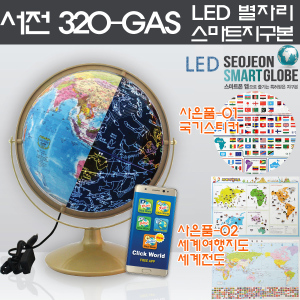 서전 320-GAS
LED 별자리
스마트지구본
LED
SEOJEON
SMART GLOBE
사은품-01
국기스티커
Click World
사은품-02
세계여행지도
세계전도